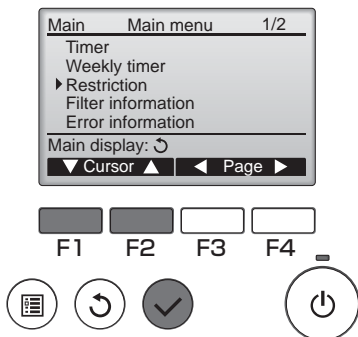 Main Main menu 1/2
Timer
Weekly timer
Restriction
Filter information
Error information
Main display:
Cursor Page
F1 F2 F3 F4